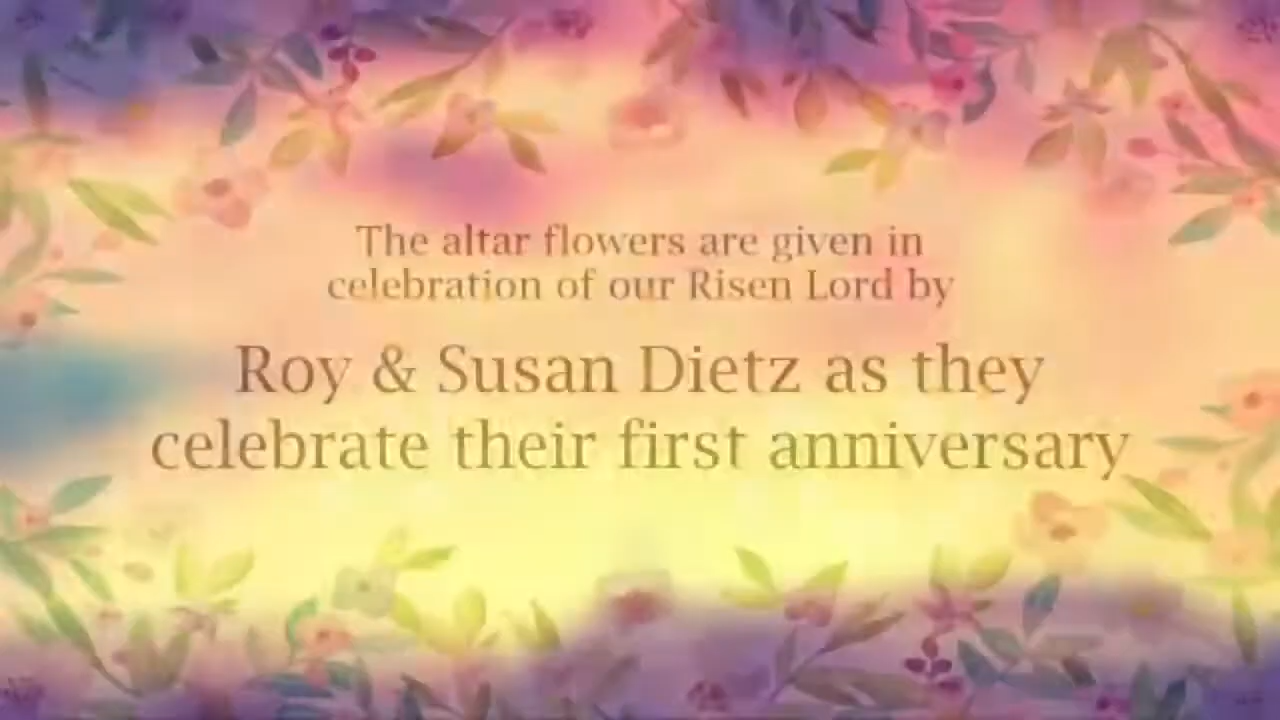 The altar flowers are given in
celebration of our Risen Lord by
Roy & Susan Dietz as they
celebrate their first anniversary